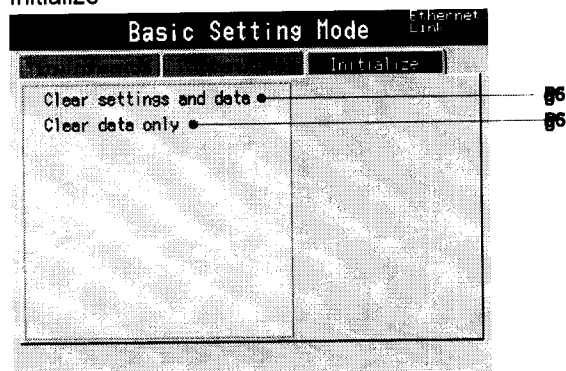 Initialize
Basic Setting Mode
Ethernet
Link
Initialize
Clear settings and data
Clear data only